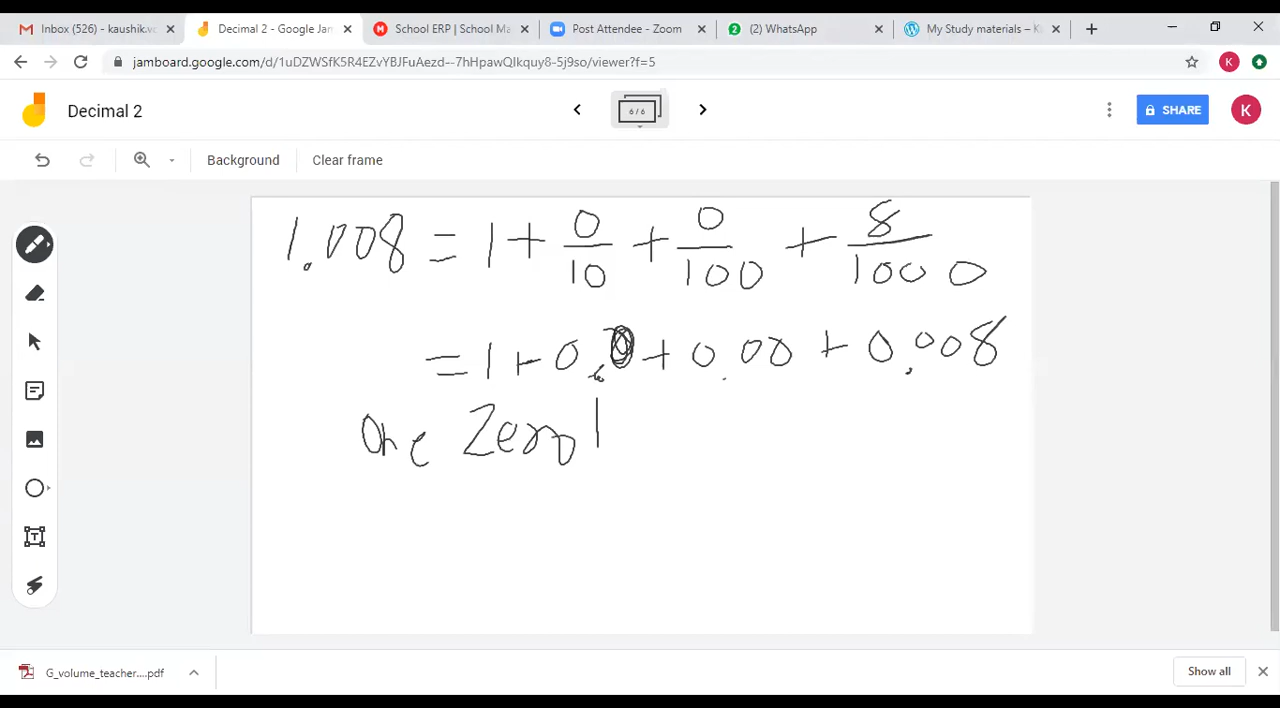 Inbox (526) - kaushik.vc
Decimal 2 - Google Jan
School ERP | School Ma
Post Attendee - Zoom
(2) WhatsApp
My Study materials – K
jamboard.google.com/d/1uDZWSfK5R4EZvYBJFuAezd--7hHpawQIkquy8-5j9so/viewer?f=5
K
Decimal 2
6/6
SHARE
K
Background
Clear frame
1.008 = 1 + 0/10 + 0/100 + 8/1000
= 1 + 0.0 + 0.00 + 0.008
One Zero
G_volume_teacher....pdf
Show all